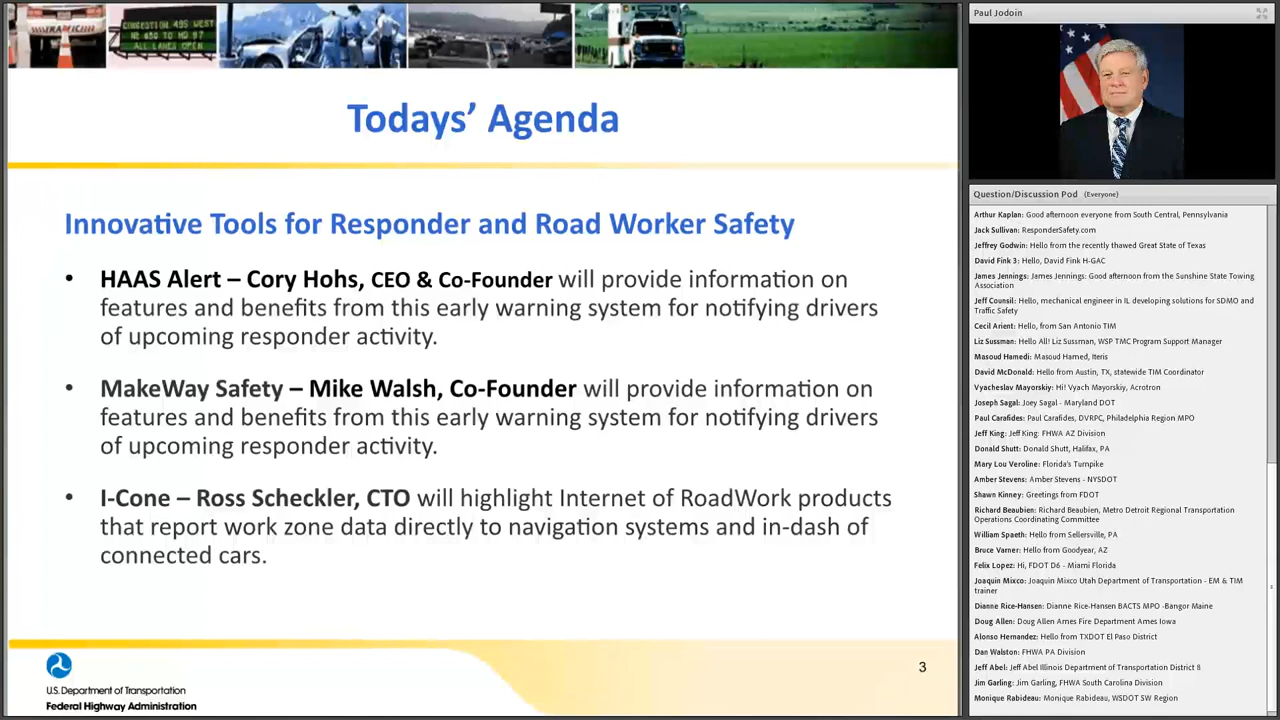 TRAFFIC
CONGESTION 495 WEST
NE 650 TO MD 97
ALL LANES OPEN
Todays’ Agenda
Innovative Tools for Responder and Road Worker Safety
• HAAS Alert – Cory Hohs, CEO & Co-Founder will provide information on
features and benefits from this early warning system for notifying drivers
of upcoming responder activity.
• MakeWay Safety – Mike Walsh, Co-Founder will provide information on
features and benefits from this early warning system for notifying drivers
of upcoming responder activity.
• I-Cone – Ross Scheckler, CTO will highlight Internet of RoadWork products
that report work zone data directly to navigation systems and in-dash of
connected cars.
U.S. Department of Transportation
Federal Highway Administration
3
Paul Jodoin
Question/Discussion Pod (Everyone)
Arthur Kaplan: Good afternoon everyone from South Central, Pennsylvania
Jack Sullivan: ResponderSafety.com
Jeffrey Godwin: Hello from the recently thawed Great State of Texas
David Fink 3: Hello, David Fink H-GAC
James Jennings: James Jennings: Good afternoon from the Sunshine State Towing
Association
Jeff Counsil: Hello, mechanical engineer in IL developing solutions for SDMO and
Traffic Safety
Cecil Arient: Hello, from San Antonio TIM
Liz Sussman: Hello All! Liz Sussman, WSP TMC Program Support Manager
Masoud Hamedi: Masoud Hamed, Iteris
David McDonald: Hello from Austin, TX, statewide TIM Coordinator
Vyacheslav Mayorskiy: Hi! Vyach Mayorskiy, Acrotron
Joseph Sagal: Joey Sagal - Maryland DOT
Paul Carafides: Paul Carafides, DVRPC, Philadelphia Region MPO
Jeff King: Jeff King: FHWA AZ Division
Donald Shutt: Donald Shutt, Halifax, PA
Mary Lou Veroline: Florida's Turnpike
Amber Stevens: Amber Stevens - NYSDOT
Shawn Kinney: Greetings from FDOT
Richard Beaubien: Richard Beaubien, Metro Detroit Regional Transportation
Operations Coordinating Committee
William Spaeth: Hello from Sellersville, PA
Bruce Varner: Hello from Goodyear, AZ
Felix Lopez: Hi, FDOT D6 - Miami Florida
Joaquin Mixco: Joaquin Mixco Utah Department of Transportation - EM & TIM
trainer
Dianne Rice-Hansen: Dianne Rice-Hansen BACTS MPO -Bangor Maine
Doug Allen: Doug Allen Ames Fire Department Ames Iowa
Alonso Hernandez: Hello from TXDOT El Paso District
Dan Walston: FHWA PA Division
Jeff Abel: Jeff Abel Illinois Department of Transportation District 8
Jim Garling: Jim Garling, FHWA South Carolina Division
Monique Rabideau: Monique Rabideau, WSDOT SW Region